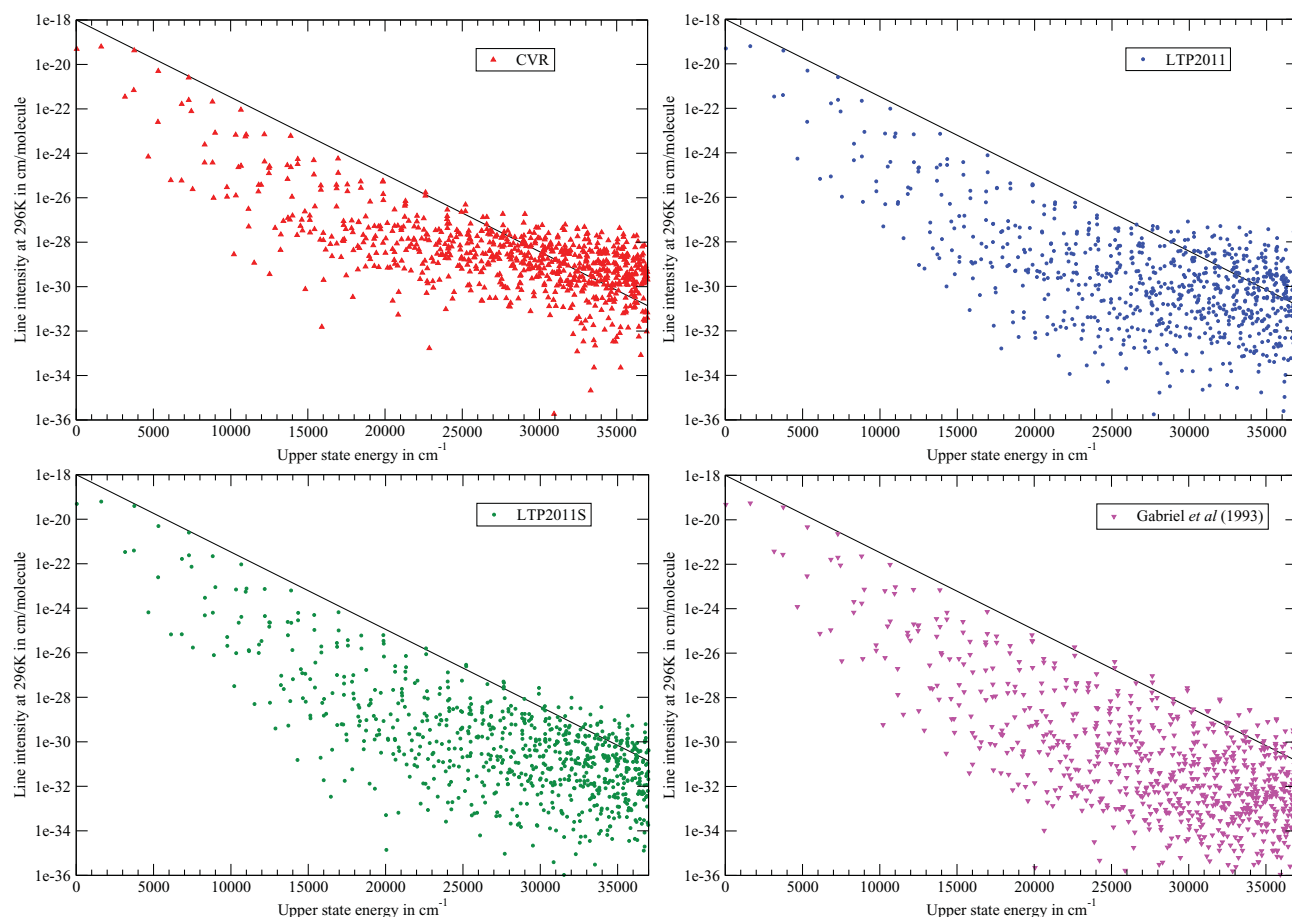 1e-18
1e-20
1e-22
1e-24
1e-26
1e-28
1e-30
1e-32
1e-34
1e-36
Line intensity at 296K in cm/molecule
CVR
0 5000 10000 15000 20000 25000 30000 35000
Upper state energy in cm-1
1e-18
1e-20
1e-22
1e-24
1e-26
1e-28
1e-30
1e-32
1e-34
1e-36
Line intensity at 296K in cm/molecule
LTP2011
0 5000 10000 15000 20000 25000 30000 35000
Upper state energy in cm-1
1e-18
1e-20
1e-22
1e-24
1e-26
1e-28
1e-30
1e-32
1e-34
1e-36
Line intensity at 296K in cm/molecule
LTP2011S
0 5000 10000 15000 20000 25000 30000 35000
Upper state energy in cm-1
1e-18
1e-20
1e-22
1e-24
1e-26
1e-28
1e-30
1e-32
1e-34
1e-36
Line intensity at 296K in cm/molecule
Gabriel et al (1993)
0 5000 10000 15000 20000 25000 30000 35000
Upper state energy in cm-1